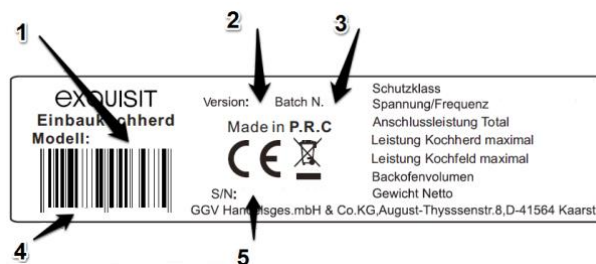 1
2
3
exquisit
Einbaukochherd
Modell:
Version: Batch N.
Made in P.R.C
CE
S/N:
Schutzklass
Spannung/Frequenz
Anschlussleistung Total
Leistung Kochherd maximal
Leistung Kochfeld maximal
Backofenvolumen
Gewicht Netto
GGV Handelsges.mbH & Co.KG,August-Thysssenstr.8,D-41564 Kaarst
4
5